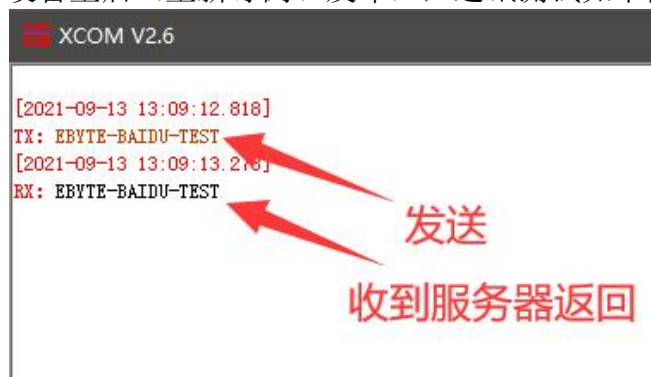 XCOM V2.6
[2021-09-13 13:09:12.818]
TX: EBYTE-BAIDU-TEST
[2021-09-13 13:09:13.278]
RX: EBYTE-BAIDU-TEST
发送
收到服务器返回